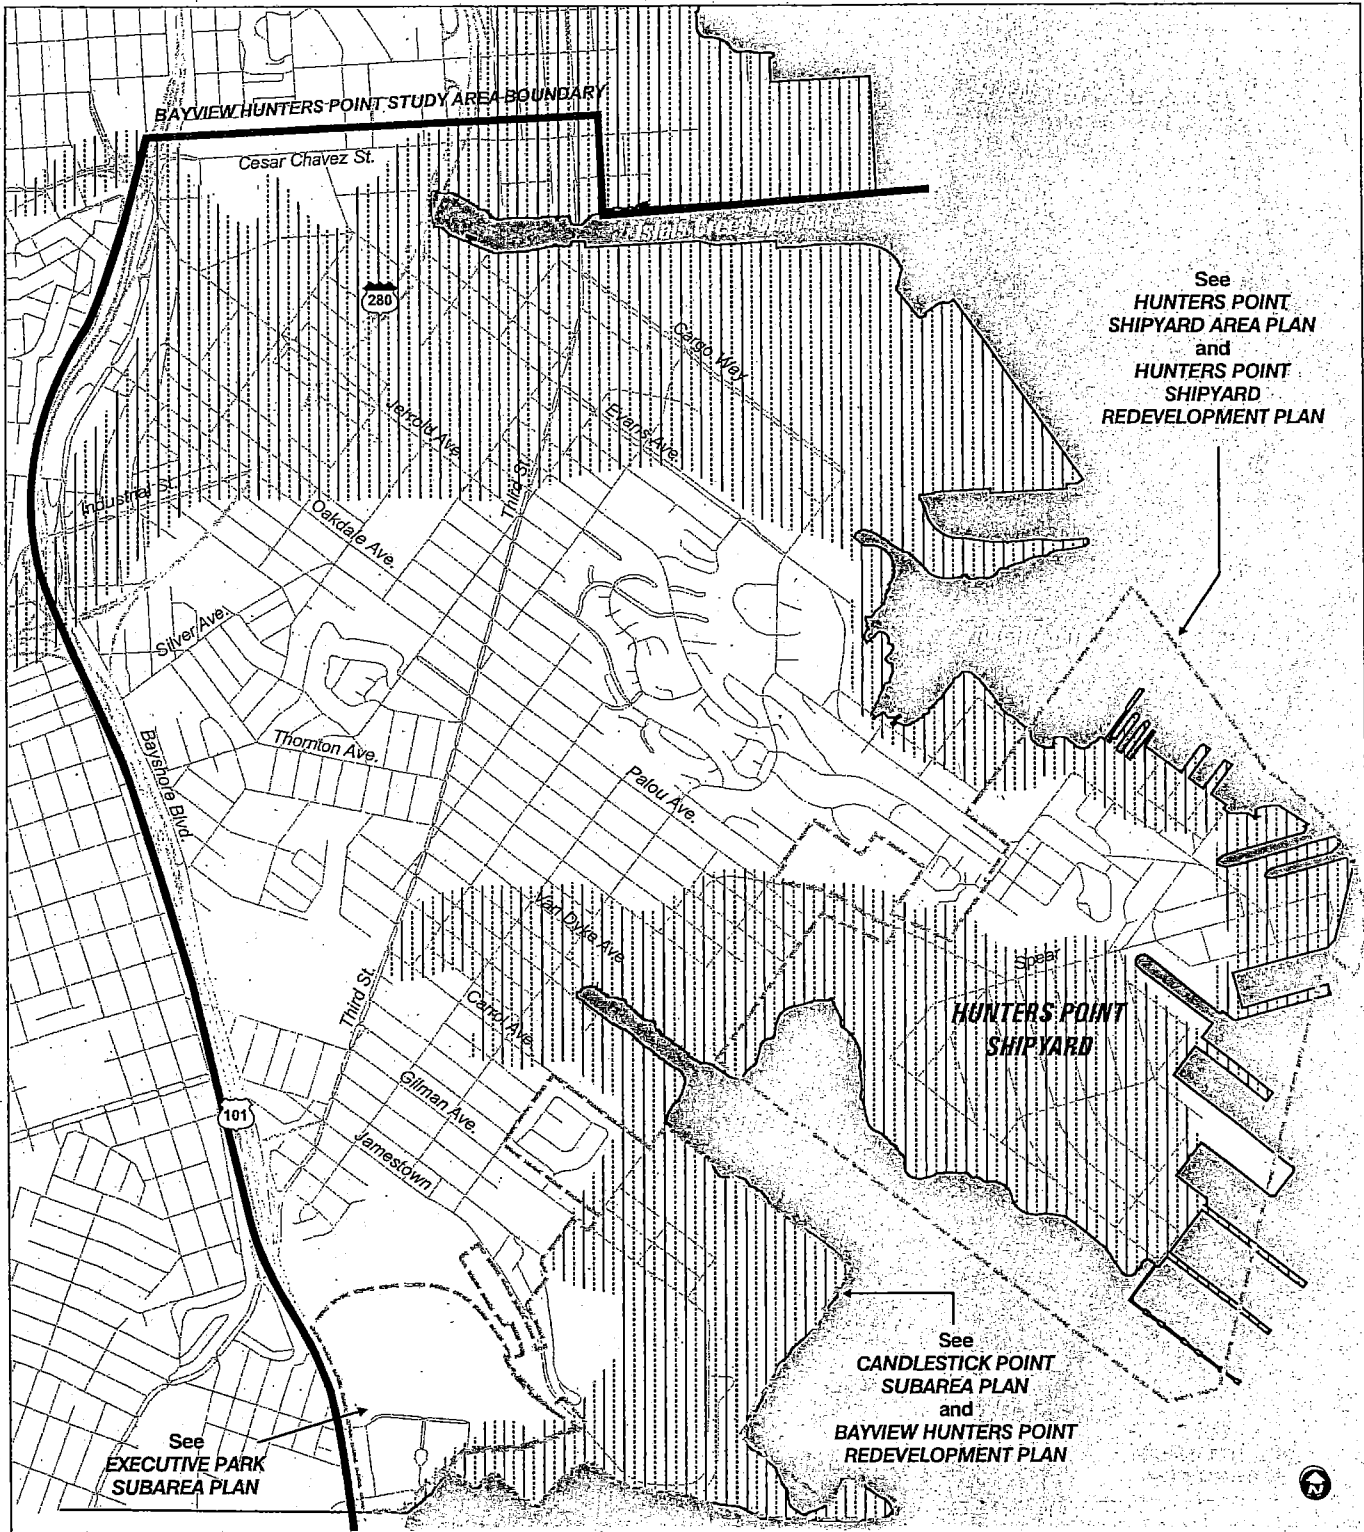 BAYVIEW HUNTERS POINT STUDY AREA BOUNDARY
Cesar Chavez St.
280
Cargo Way
See
HUNTERS POINT
SHIPYARD AREA PLAN
and
HUNTERS POINT
SHIPYARD
REDEVELOPMENT PLAN
Jerrold Ave.
Evans Ave.
Third St.
Industrial St.
Oakdale Ave.
Silver Ave.
Thornton Ave.
Bayshore Blvd
Palou Ave.
Van Dyke Ave
Spear
Third St.
Carrol Ave.
HUNTERS POINT
SHIPYARD
Gilman Ave.
101
Jamestown
See
CANDLESTICK POINT
SUBAREA PLAN
and
BAYVIEW HUNTERS POINT
REDEVELOPMENT PLAN
See
EXECUTIVE PARK
SUBAREA PLAN
N